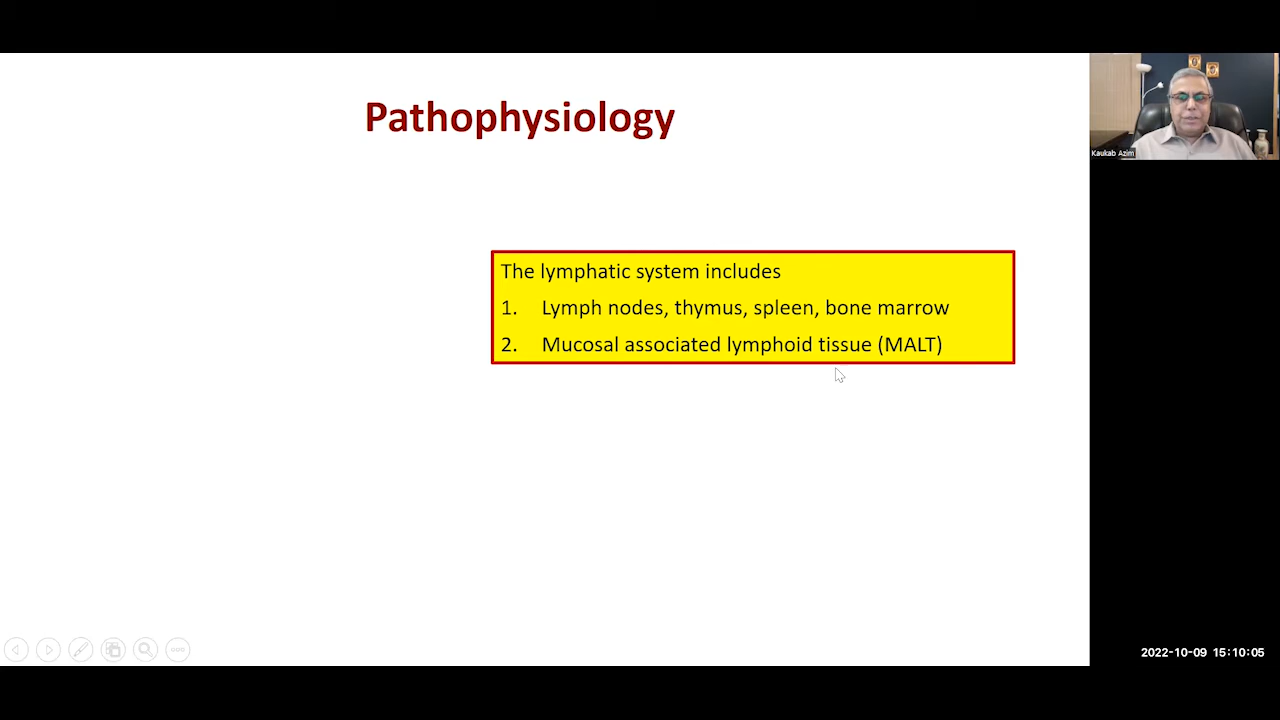 Pathophysiology
The lymphatic system includes
1. Lymph nodes, thymus, spleen, bone marrow
2. Mucosal associated lymphoid tissue (MALT)
Kaukab Azim
2022-10-09 15:10:05